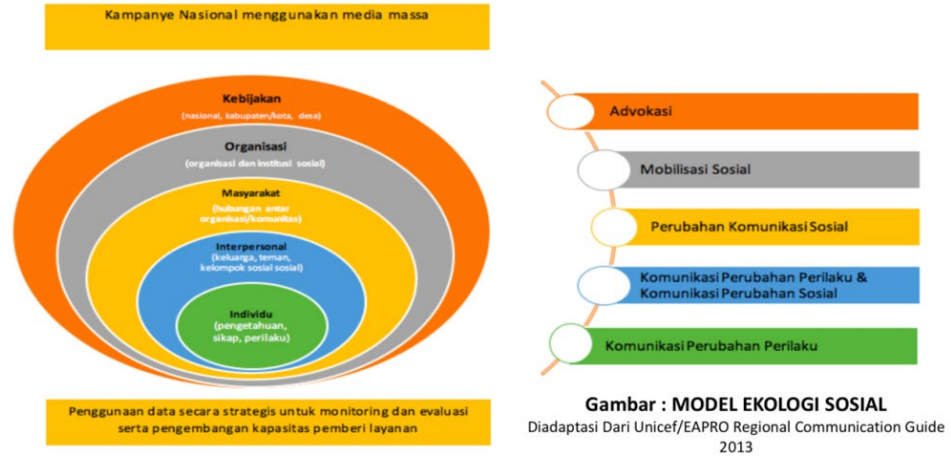 Kampanye Nasional menggunakan media massa
Kebijakan
(nasional, kabupaten/kota, desa)
Organisasi
(organisasi dan institusi sosial)
Masyarakat
(hubungan antar
organisasi/komunitas)
Interpersonal
(keluarga, teman,
kelompok sosial sosial)
Individu
(pengetahuan,
sikap, perilaku)
Penggunaan data secara strategis untuk monitoring dan evaluasi
serta pengembangan kapasitas pemberi layanan
Advokasi
Mobilisasi Sosial
Perubahan Komunikasi Sosial
Komunikasi Perubahan Perilaku &
Komunikasi Perubahan Sosial
Komunikasi Perubahan Perilaku
Gambar : MODEL EKOLOGI SOSIAL
Diadaptasi Dari Unicef/EAPRO Regional Communication Guide
2013